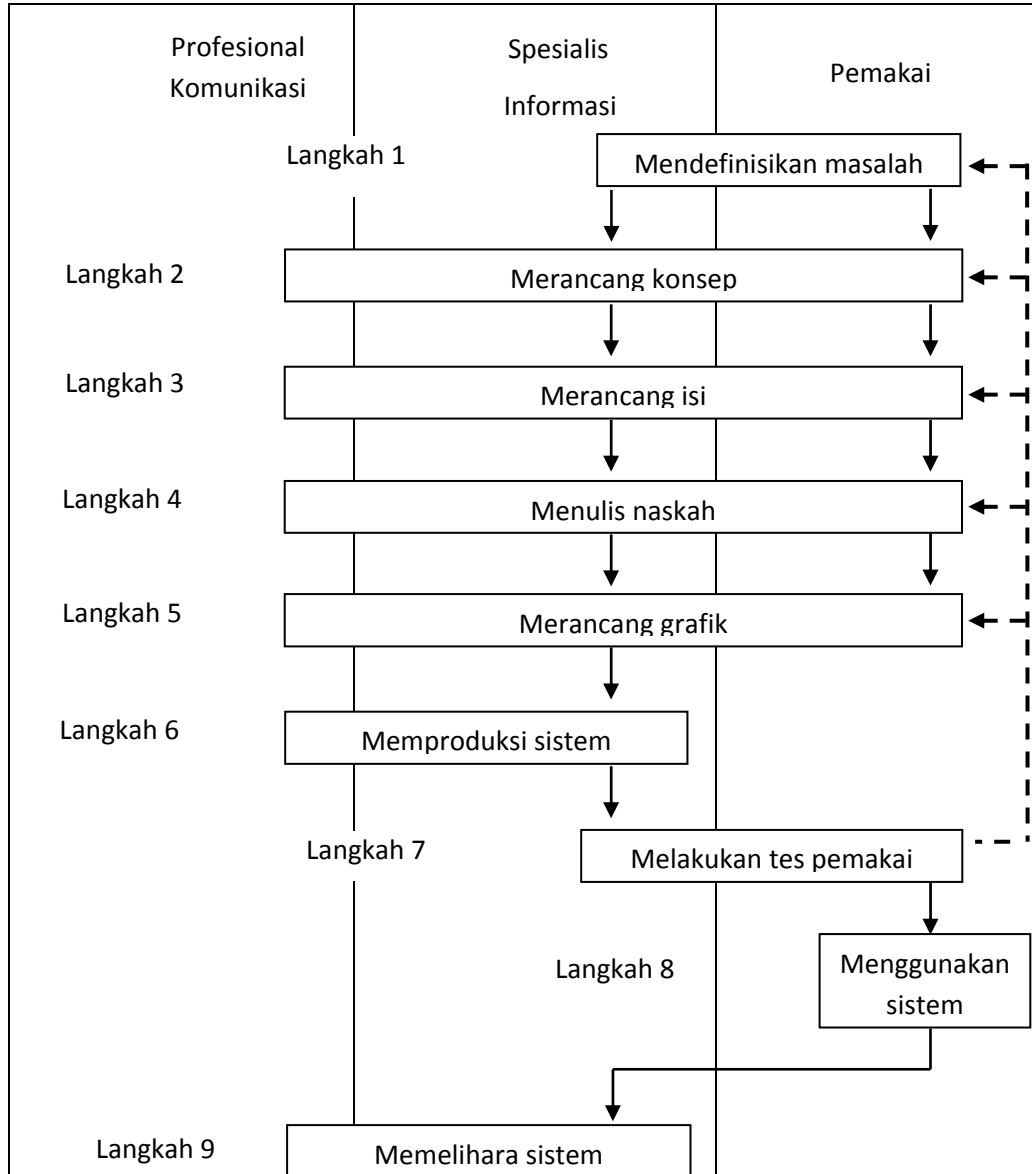 Profesional
Komunikasi
Spesialis
Informasi
Pemakai
Langkah 1
Mendefinisikan masalah
Langkah 2
Merancang konsep
Langkah 3
Merancang isi
Langkah 4
Menulis naskah
Langkah 5
Merancang grafik
Langkah 6
Memproduksi sistem
Langkah 7
Melakukan tes pemakai
Langkah 8
Menggunakan
sistem
Langkah 9
Memelihara sistem